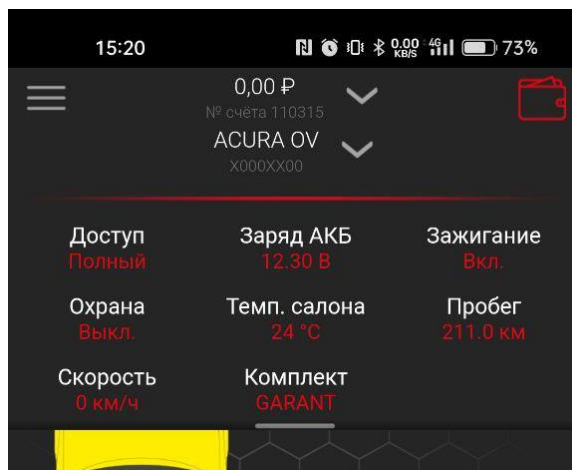 15:20 0.00 KB/S 4G 73%
0,00 ₽
№ счёта 110315
ACURA OV
X000XX00
Доступ Заряд АКБ Зажигание
Полный 12.30 В Вкл.
Охрана Темп. салона Пробег
Выкл. 24 °C 211.0 км
Скорость Комплект
0 км/ч GARANT